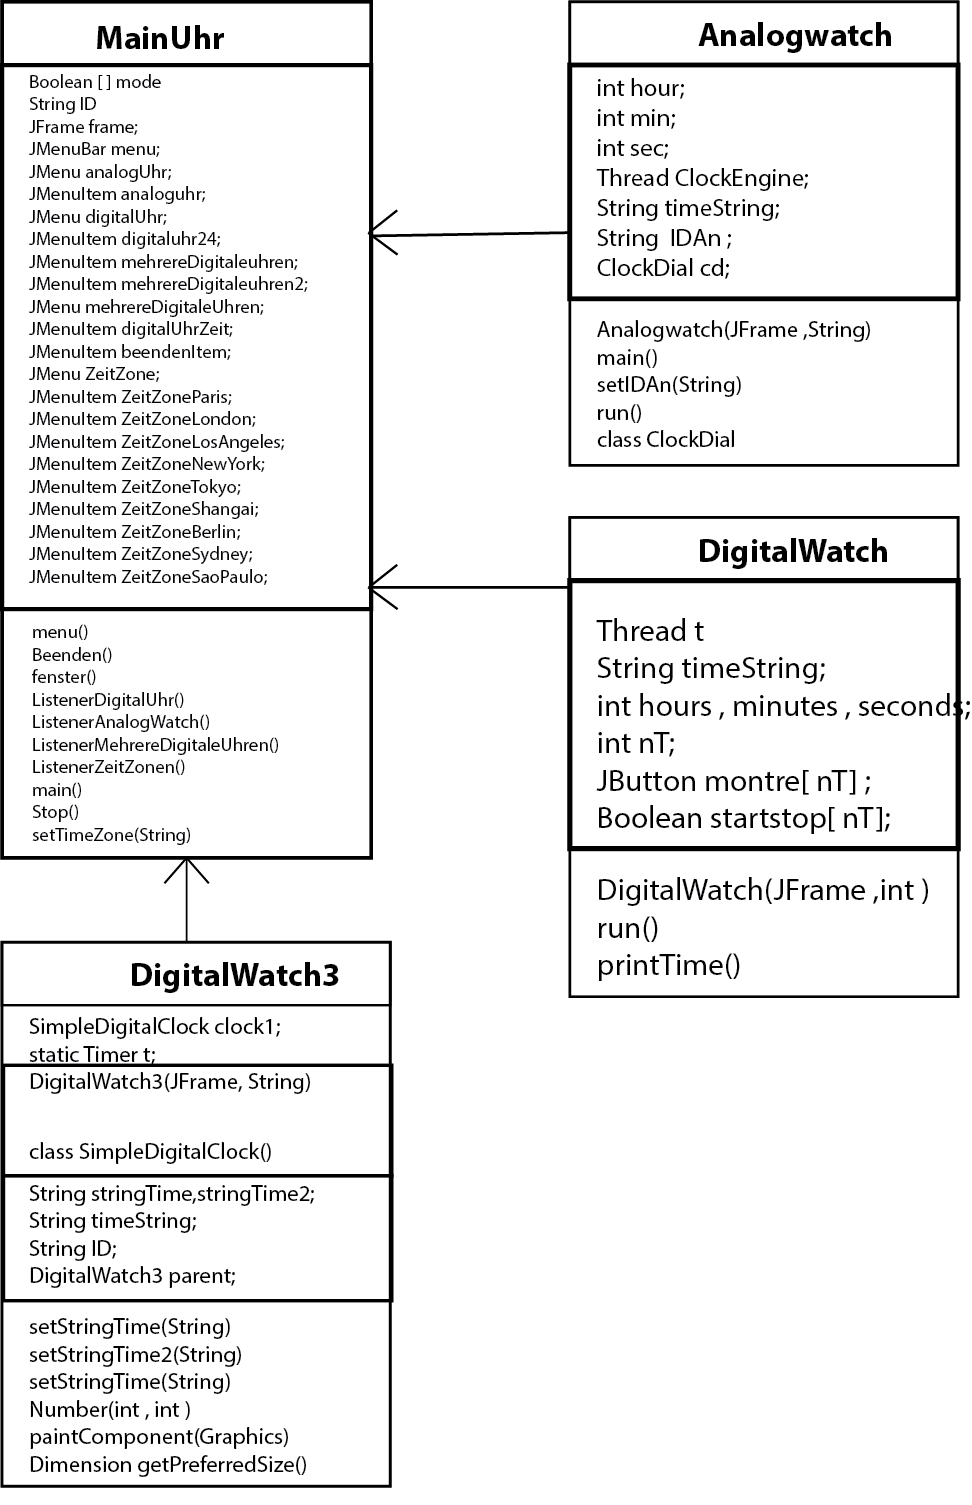 MainUhr
Boolean [ ] mode
String ID
JFrame frame;
JMenuBar menu;
JMenu analogUhr;
JMenuItem analoguhr;
JMenu digitalUhr;
JMenuItem digitaluhr24;
JMenuItem mehrereDigitaleuhren;
JMenuItem mehrereDigitaleuhren2;
JMenu mehrereDigitaleUhren;
JMenuItem digitalUhrZeit;
JMenuItem beendenItem;
JMenu ZeitZone;
JMenuItem ZeitZoneParis;
JMenuItem ZeitZoneLondon;
JMenuItem ZeitZoneLosAngeles;
JMenuItem ZeitZoneNewYork;
JMenuItem ZeitZoneTokyo;
JMenuItem ZeitZoneShangai;
JMenuItem ZeitZoneBerlin;
JMenuItem ZeitZoneSydney;
JMenuItem ZeitZoneSaoPaulo;
menu()
Beenden()
fenster()
ListenerDigitalUhr()
ListenerAnalogWatch()
ListenerMehrereDigitaleUhren()
ListenerZeitZonen()
main()
Stop()
setTimeZone(String)
Analogwatch
int hour;
int min;
int sec;
Thread ClockEngine;
String timeString;
String IDAn ;
ClockDial cd;
Analogwatch(JFrame ,String)
main()
setIDAn(String)
run()
class ClockDial
DigitalWatch
Thread t
String timeString;
int hours , minutes , seconds;
int nT;
JButton montre[ nT] ;
Boolean startstop[ nT];
DigitalWatch(JFrame ,int )
run()
printTime()
DigitalWatch3
SimpleDigitalClock clock1;
static Timer t;
DigitalWatch3(JFrame, String)
class SimpleDigitalClock()
String stringTime,stringTime2;
String timeString;
String ID;
DigitalWatch3 parent;
setStringTime(String)
setStringTime2(String)
setStringTime(String)
Number(int , int )
paintComponent(Graphics)
Dimension getPreferredSize()